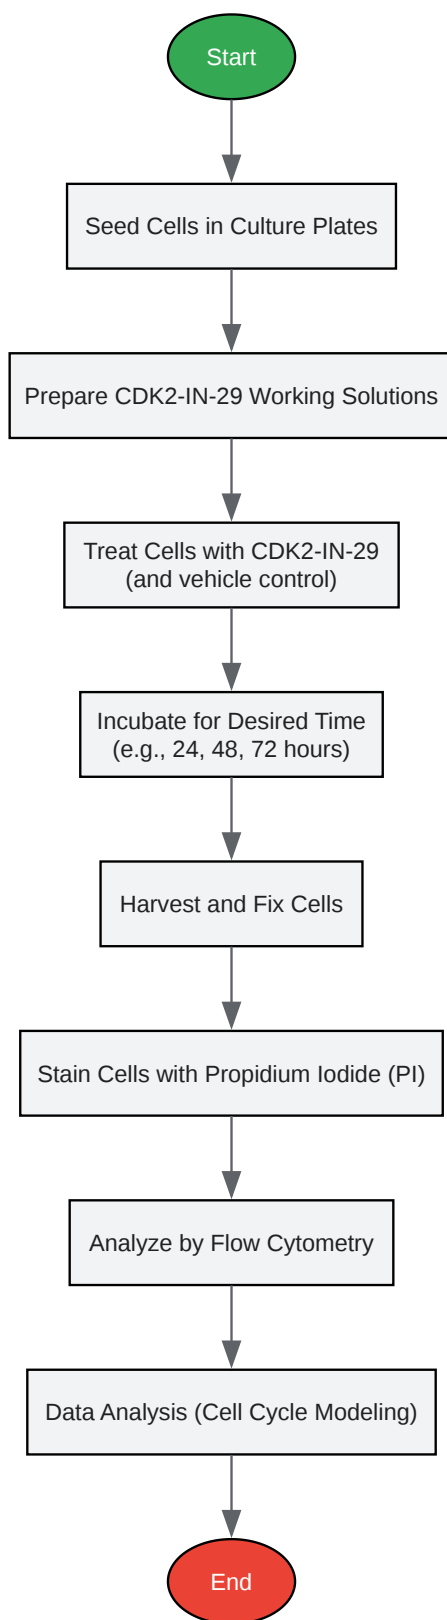 Start
Seed Cells in Culture Plates
Prepare CDK2-IN-29 Working Solutions
Treat Cells with CDK2-IN-29
(and vehicle control)
Incubate for Desired Time
(e.g., 24, 48, 72 hours)
Harvest and Fix Cells
Stain Cells with Propidium Iodide (PI)
Analyze by Flow Cytometry
Data Analysis (Cell Cycle Modeling)
End